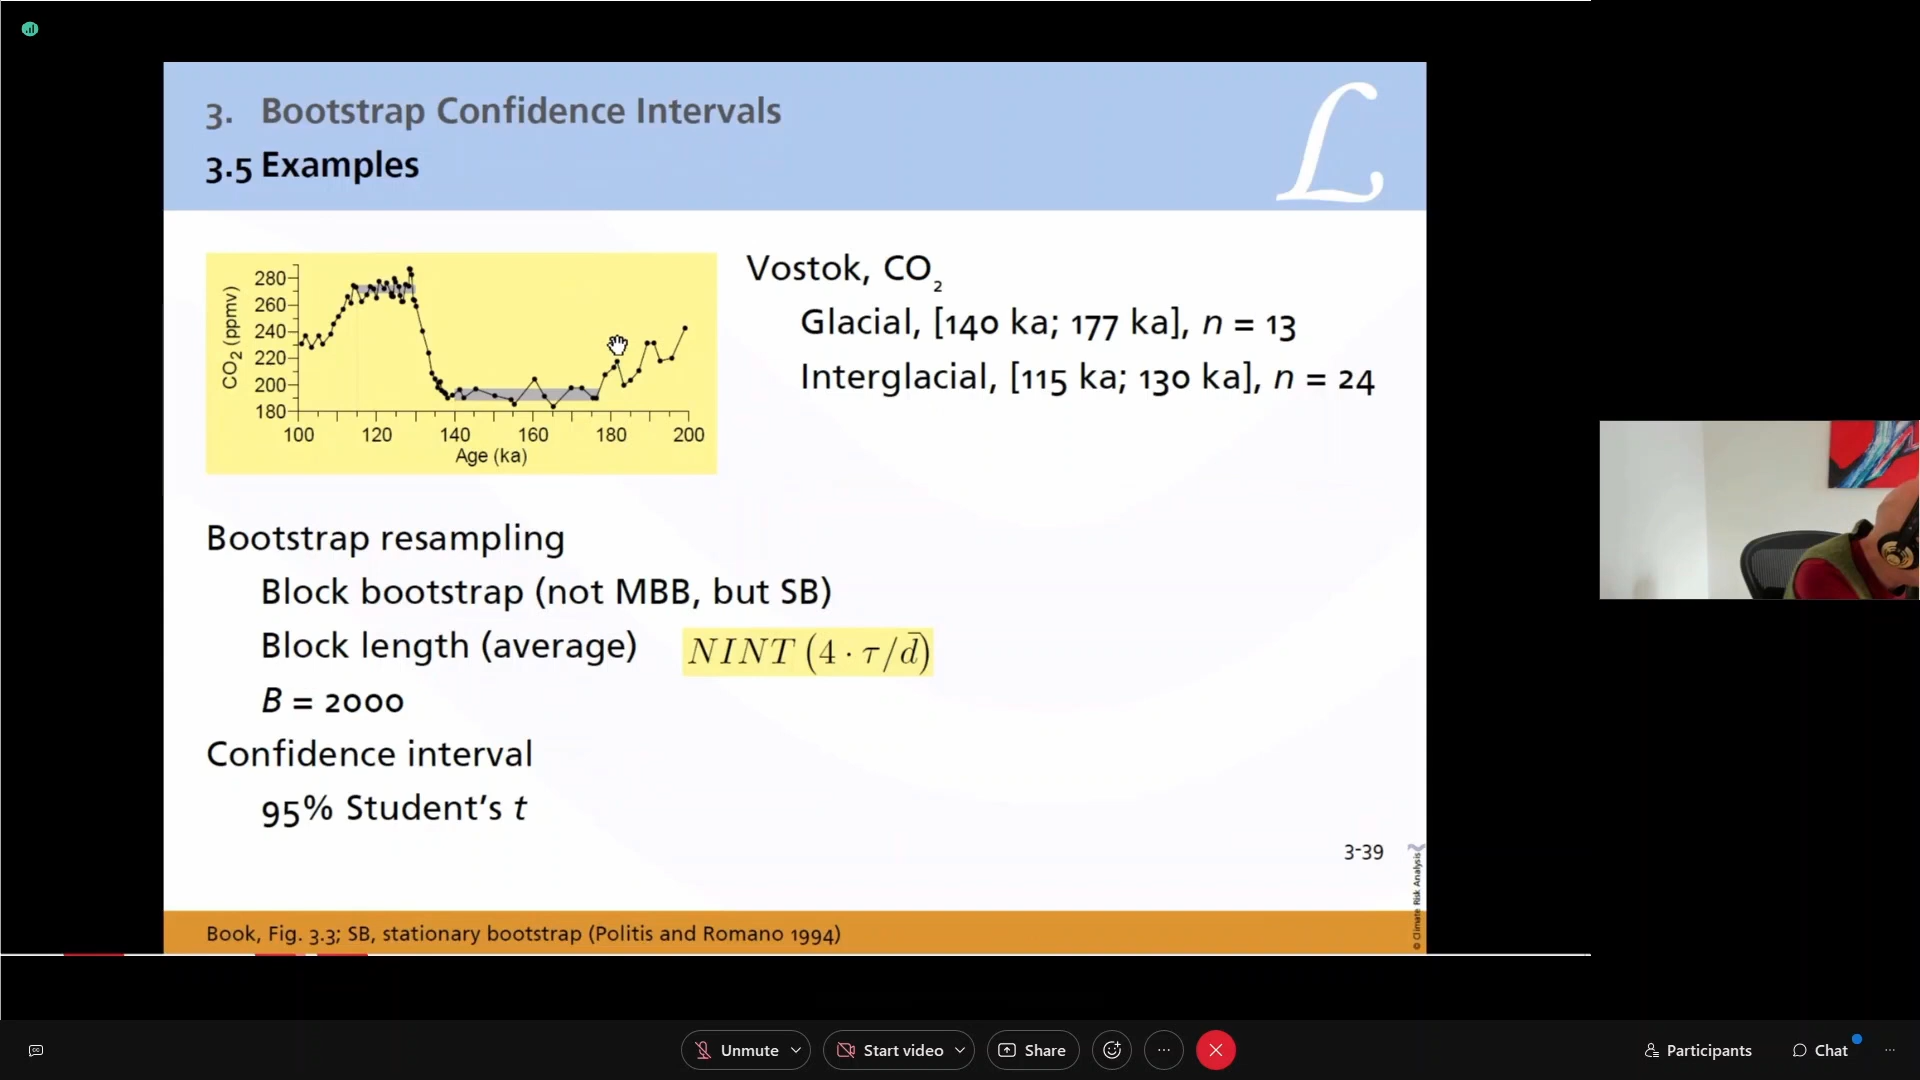 3. Bootstrap Confidence Intervals
3.5 Examples
L
280
260
240
220
200
180
CO2 (ppmv)
100 120 140 160 180 200
Age (ka)
Vostok, CO2
Glacial, [140 ka; 177 ka], n = 13
Interglacial, [115 ka; 130 ka], n = 24
Bootstrap resampling
Block bootstrap (not MBB, but SB)
Block length (average) NINT (4 · τ/d̄)
B = 2000
Confidence interval
95% Student's t
3-39
© Climate Risk Analysis
Book, Fig. 3.3; SB, stationary bootstrap (Politis and Romano 1994)
Unmute Start video Share Participants Chat